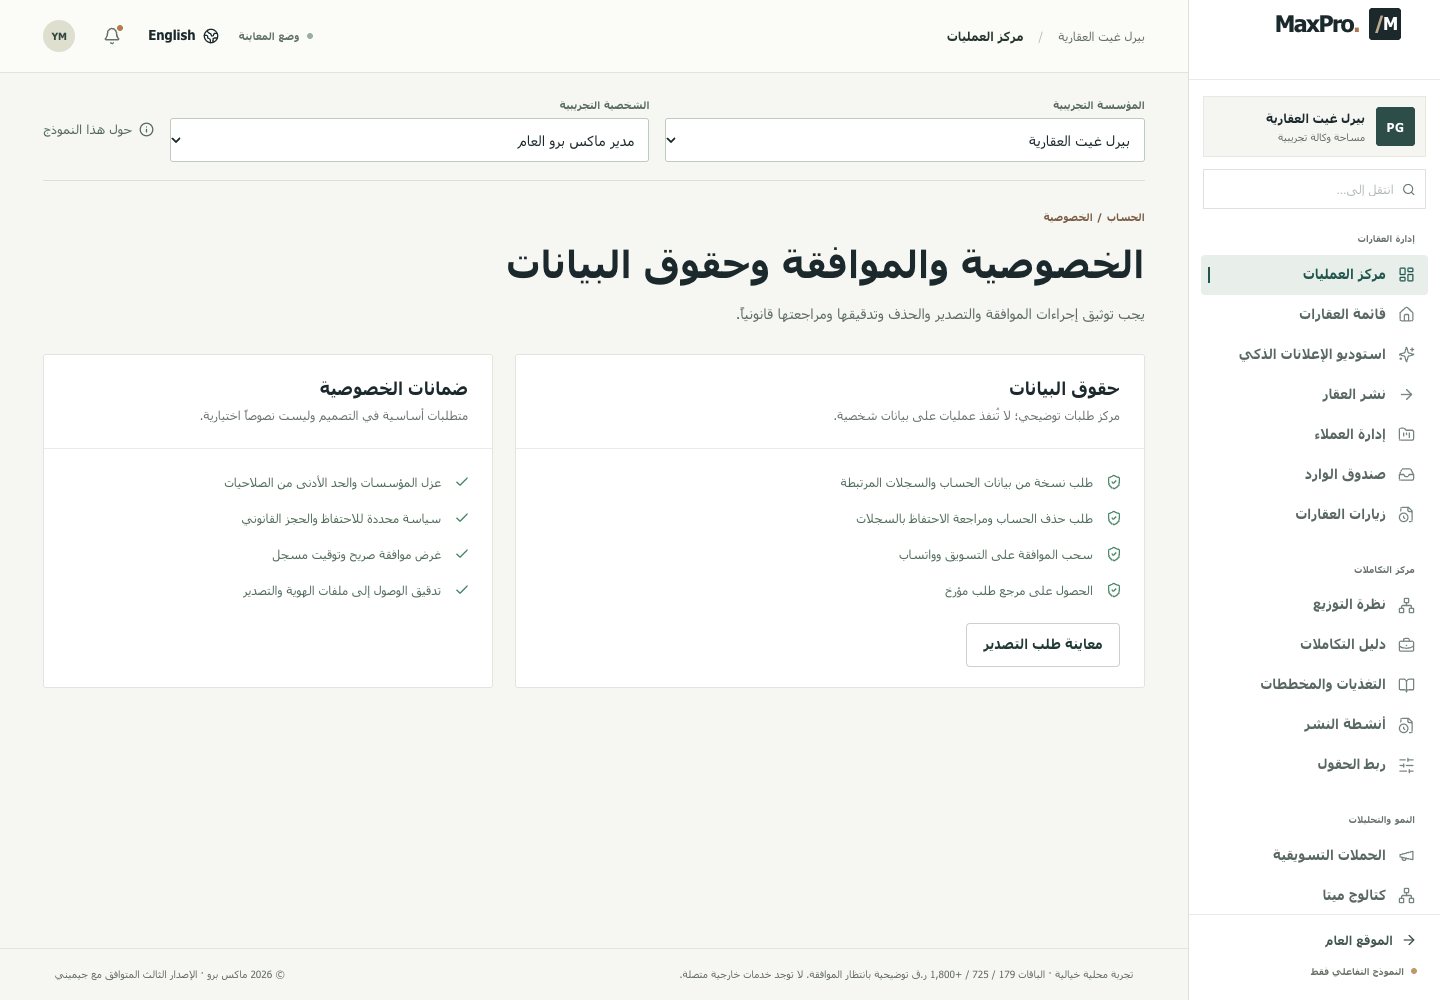 MaxPro.
/M
PG
بيرل غيت العقارية
مساحة وكالة تجريبية
انتقل إلى...
إدارة العقارات
مركز العمليات
قائمة العقارات
استوديو الإعلانات الذكي
نشر العقار
إدارة العملاء
صندوق الوارد
زيارات العقارات
مركز التكاملات
نظرة التوزيع
دليل التكاملات
التغذيات والمخططات
أنشطة النشر
ربط الحقول
النمو والتحليلات
الحملات التسويقية
كتالوج ميتا
الموقع العام
النموذج التفاعلي فقط
بيرل غيت العقارية / مركز العمليات
وضع المعاينة
English
YM
المؤسسة التجريبية
بيرل غيت العقارية
الشخصية التجريبية
مدير ماكس برو العام
حول هذا النموذج
الحساب / الخصوصية
الخصوصية والموافقة وحقوق البيانات
يجب توثيق إجراءات الموافقة والتصدير والحذف وتدقيقها ومراجعتها قانونياً.
حقوق البيانات
مركز طلبات توضيحي؛ لا تُنفذ عمليات على بيانات شخصية.
طلب نسخة من بيانات الحساب والسجلات المرتبطة
طلب حذف الحساب ومراجعة الاحتفاظ بالسجلات
سحب الموافقة على التسويق وواتساب
الحصول على مرجع طلب مؤرخ
معاينة طلب التصدير
ضمانات الخصوصية
متطلبات أساسية في التصميم وليست نصوصاً اختيارية.
عزل المؤسسات والحد الأدنى من الصلاحيات
سياسة محددة للاحتفاظ والحجز القانوني
غرض موافقة صريح وتوقيت مسجل
تدقيق الوصول إلى ملفات الهوية والتصدير
تجربة محلية خيالية · الباقات 179 / 725 / +1,800 ر.ق توضيحية بانتظار الموافقة. لا توجد خدمات خارجية متصلة.
© 2026 ماكس برو · الإصدار الثالث المتوافق مع جيميني